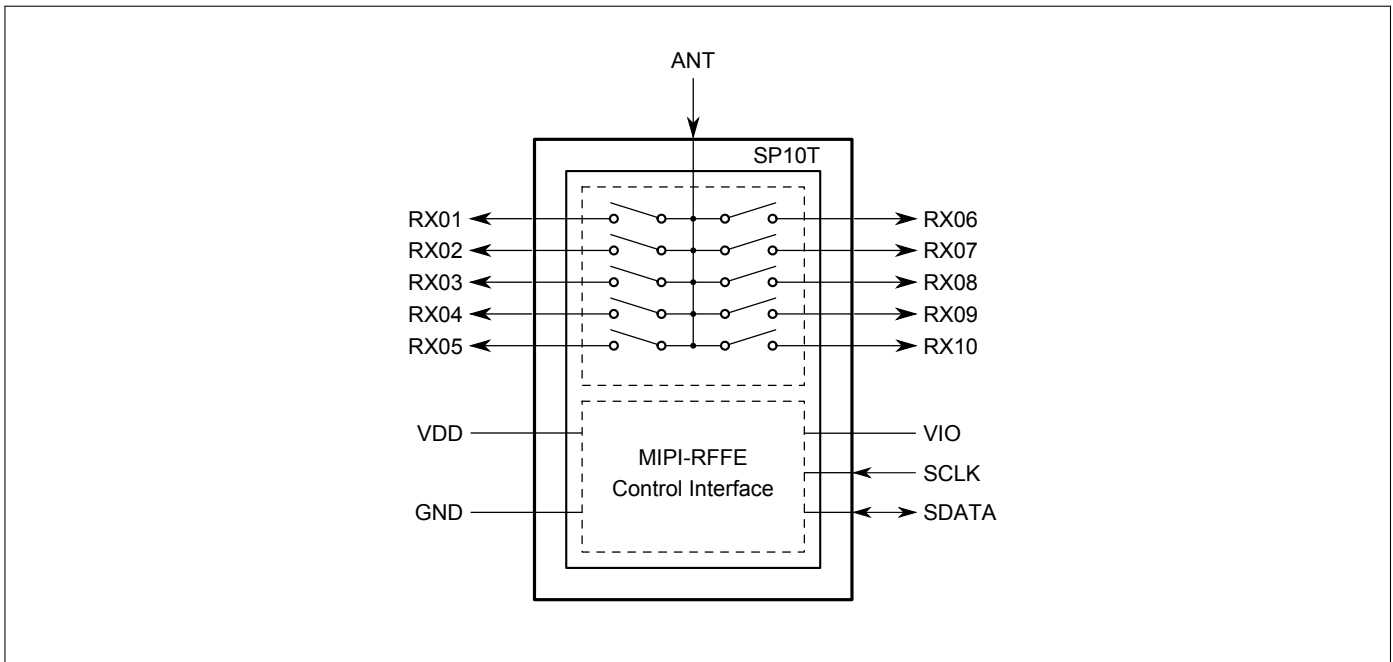 ANT
SP10T
RX01
RX06
RX02
RX07
RX03
RX08
RX04
RX09
RX05
RX10
VDD
VIO
MIPI-RFFE
Control Interface
SCLK
GND
SDATA